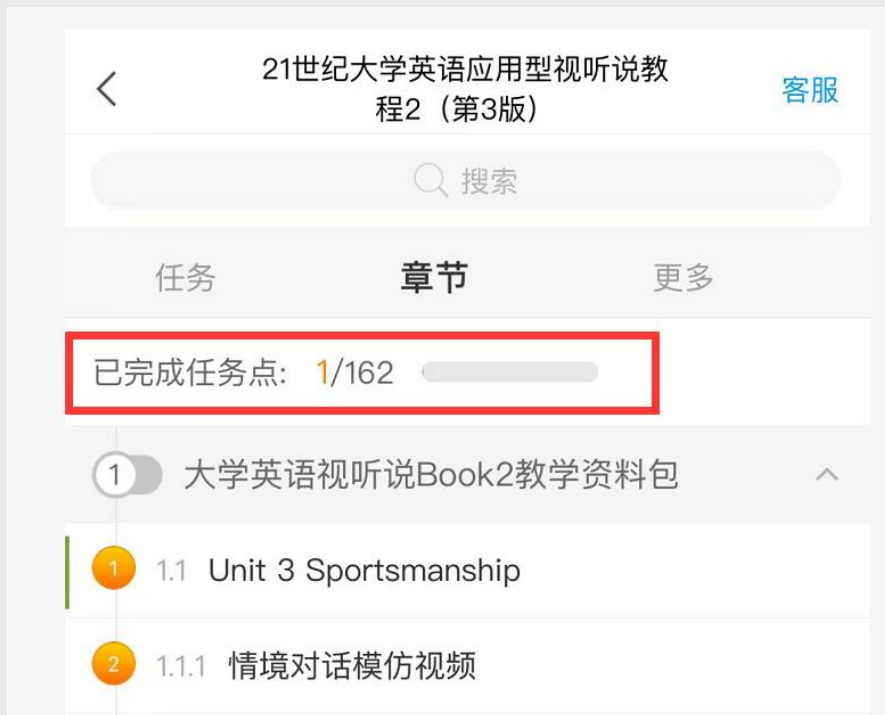 21世纪大学英语应用型视听说教
程2（第3版）
客服
搜索
任务 章节 更多
已完成任务点: 1/162
1 大学英语视听说Book2教学资料包
1 1.1 Unit 3 Sportsmanship
2 1.1.1 情境对话模仿视频